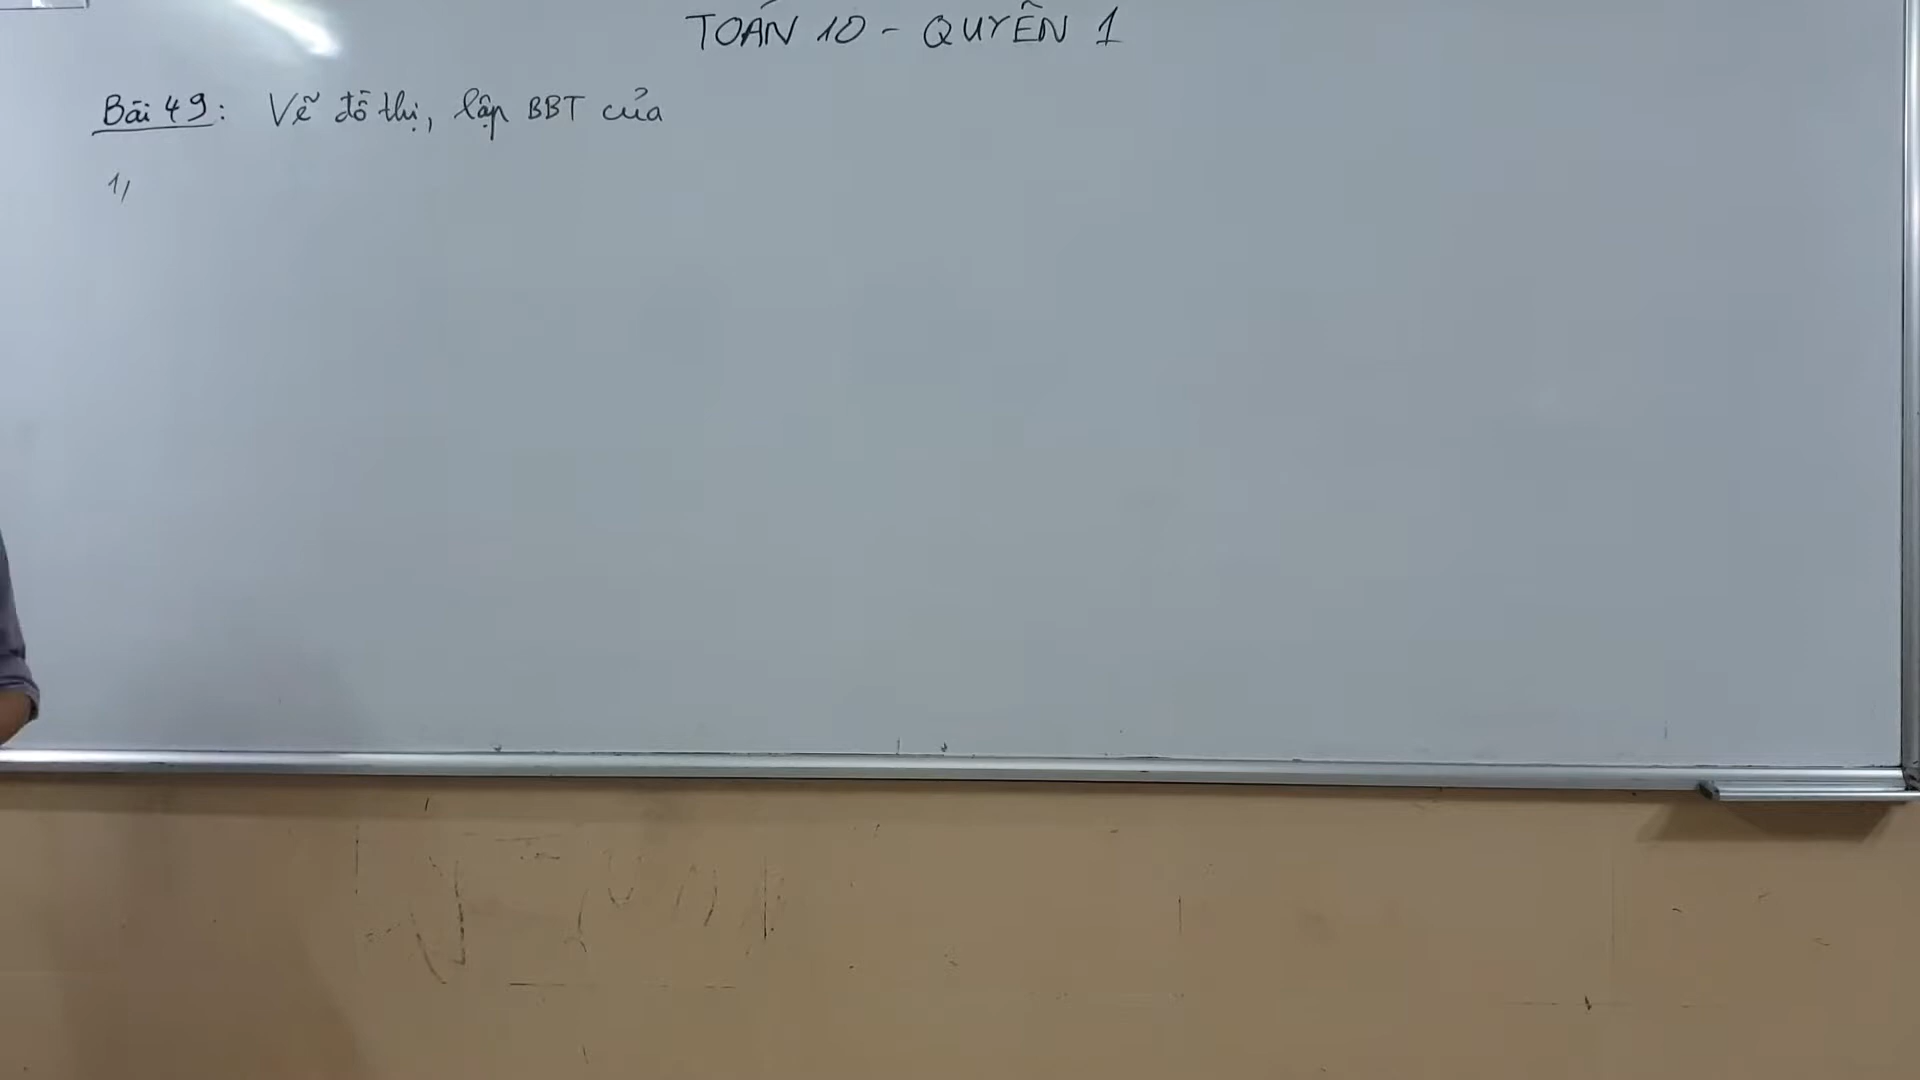 TOÁN 10 - QUYỂN 1
Bài 49: Vẽ đồ thị, lập BBT của
1/